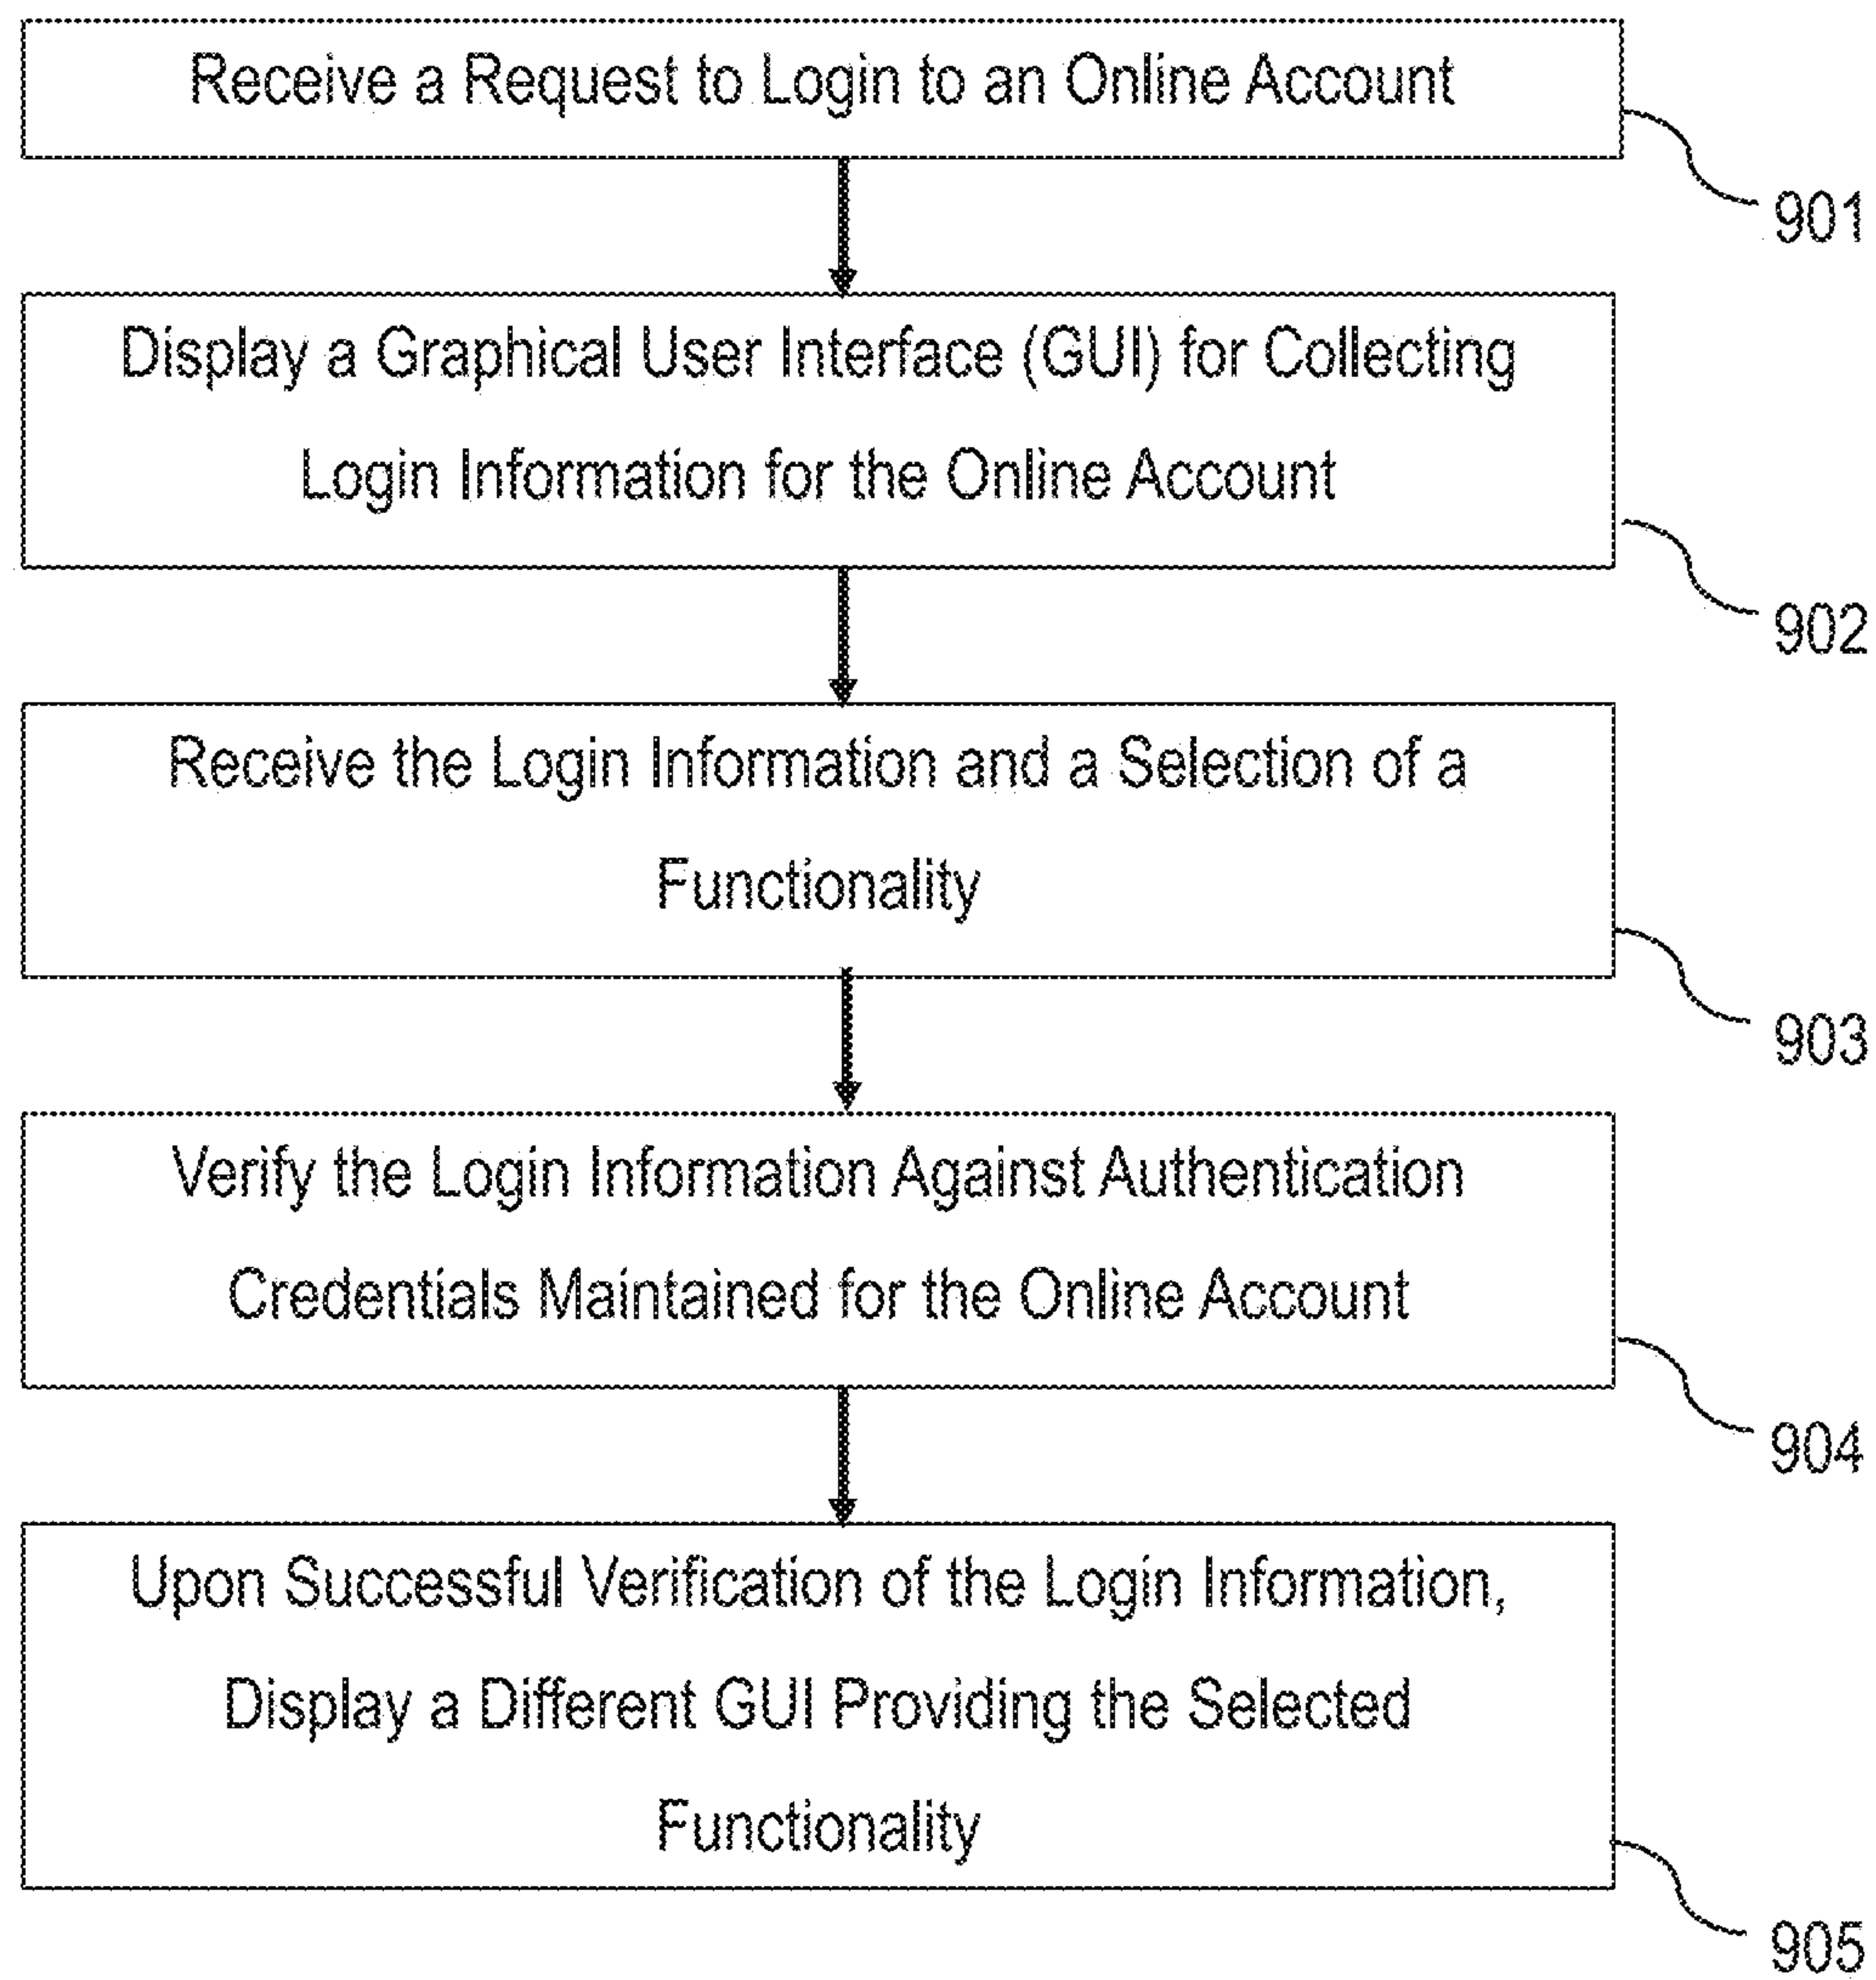 Receive a Request to Login to an Online Account
901
Display a Graphical User Interface (GUI) for Collecting
Login Information for the Online Account
902
Receive the Login Information and a Selection of a
Functionality
903
Verify the Login Information Against Authentication
Credentials Maintained for the Online Account
904
Upon Successful Verification of the Login Information,
Display a Different GUI Providing the Selected
Functionality
905